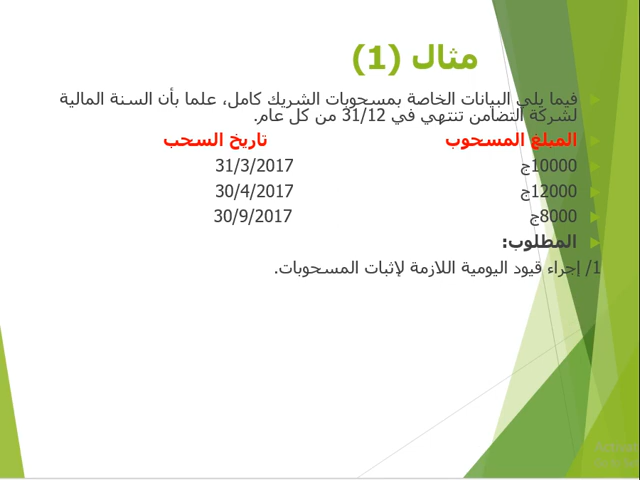 مثال (1)
فيما يلي البيانات الخاصة بمسحوبات الشريك كامل، علما بأن السنة المالية
لشركة التضامن تنتهي في 31/12 من كل عام.
المبلغ المسحوب تاريخ السحب
10000ج 31/3/2017
12000ج 30/4/2017
8000ج 30/9/2017
المطلوب:
1/ إجراء قيود اليومية اللازمة لإثبات المسحوبات.